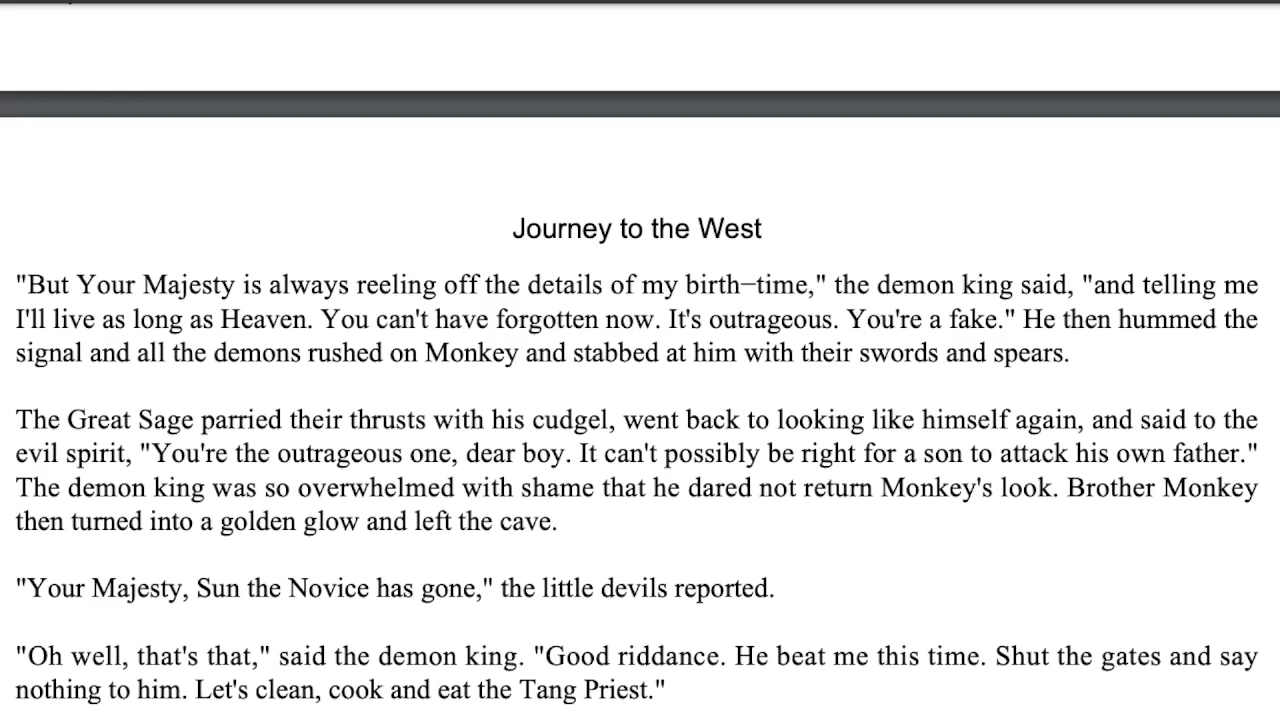 Journey to the West
"But Your Majesty is always reeling off the details of my birth−time," the demon king said, "and telling me
I'll live as long as Heaven. You can't have forgotten now. It's outrageous. You're a fake." He then hummed the
signal and all the demons rushed on Monkey and stabbed at him with their swords and spears.
The Great Sage parried their thrusts with his cudgel, went back to looking like himself again, and said to the
evil spirit, "You're the outrageous one, dear boy. It can't possibly be right for a son to attack his own father."
The demon king was so overwhelmed with shame that he dared not return Monkey's look. Brother Monkey
then turned into a golden glow and left the cave.
"Your Majesty, Sun the Novice has gone," the little devils reported.
"Oh well, that's that," said the demon king. "Good riddance. He beat me this time. Shut the gates and say
nothing to him. Let's clean, cook and eat the Tang Priest."